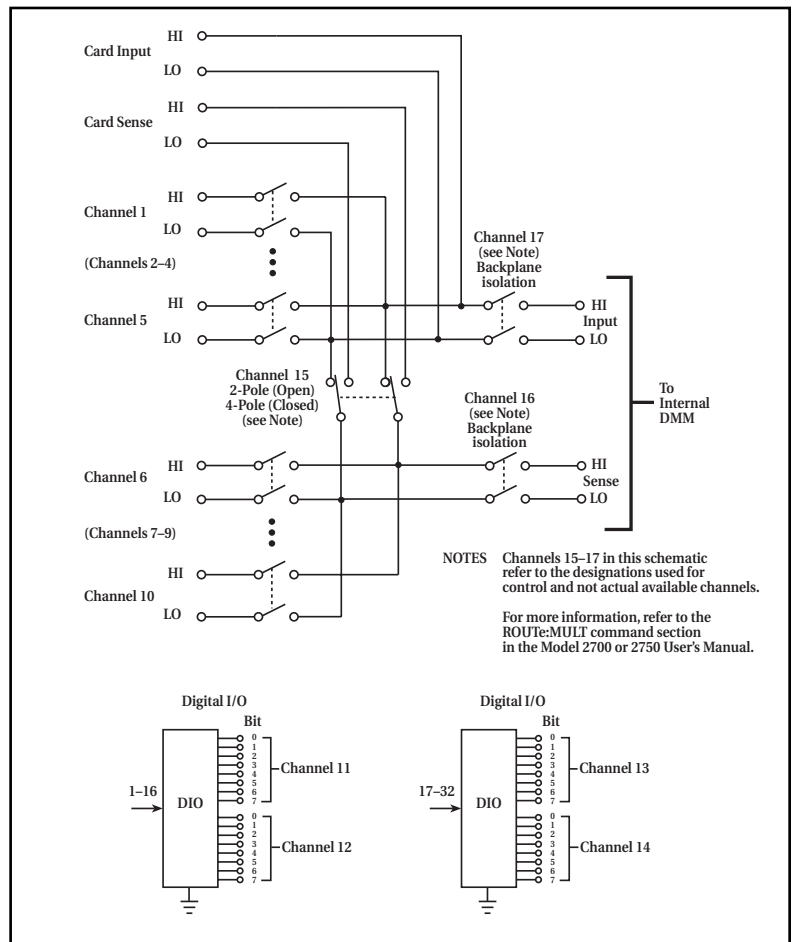 HI
Card Input
LO
HI
Card Sense
LO
HI
Channel 1
LO
(Channels 2–4)
HI
Channel 5
LO
Channel 17
(see Note)
Backplane
isolation
HI
Input
LO
Channel 15
2-Pole (Open)
4-Pole (Closed)
(see Note)
Channel 16
(see Note)
Backplane
isolation
To
Internal
DMM
HI
Channel 6
LO
HI
Sense
LO
(Channels 7–9)
HI
Channel 10
LO
NOTES Channels 15–17 in this schematic
refer to the designations used for
control and not actual available channels.
For more information, refer to the
ROUTe:MULT command section
in the Model 2700 or 2750 User's Manual.
Digital I/O
Bit
1–16
DIO
0
1
2
3
4
5
6
7
Channel 11
0
1
2
3
4
5
6
7
Channel 12
Digital I/O
Bit
17–32
DIO
0
1
2
3
4
5
6
7
Channel 13
0
1
2
3
4
5
6
7
Channel 14